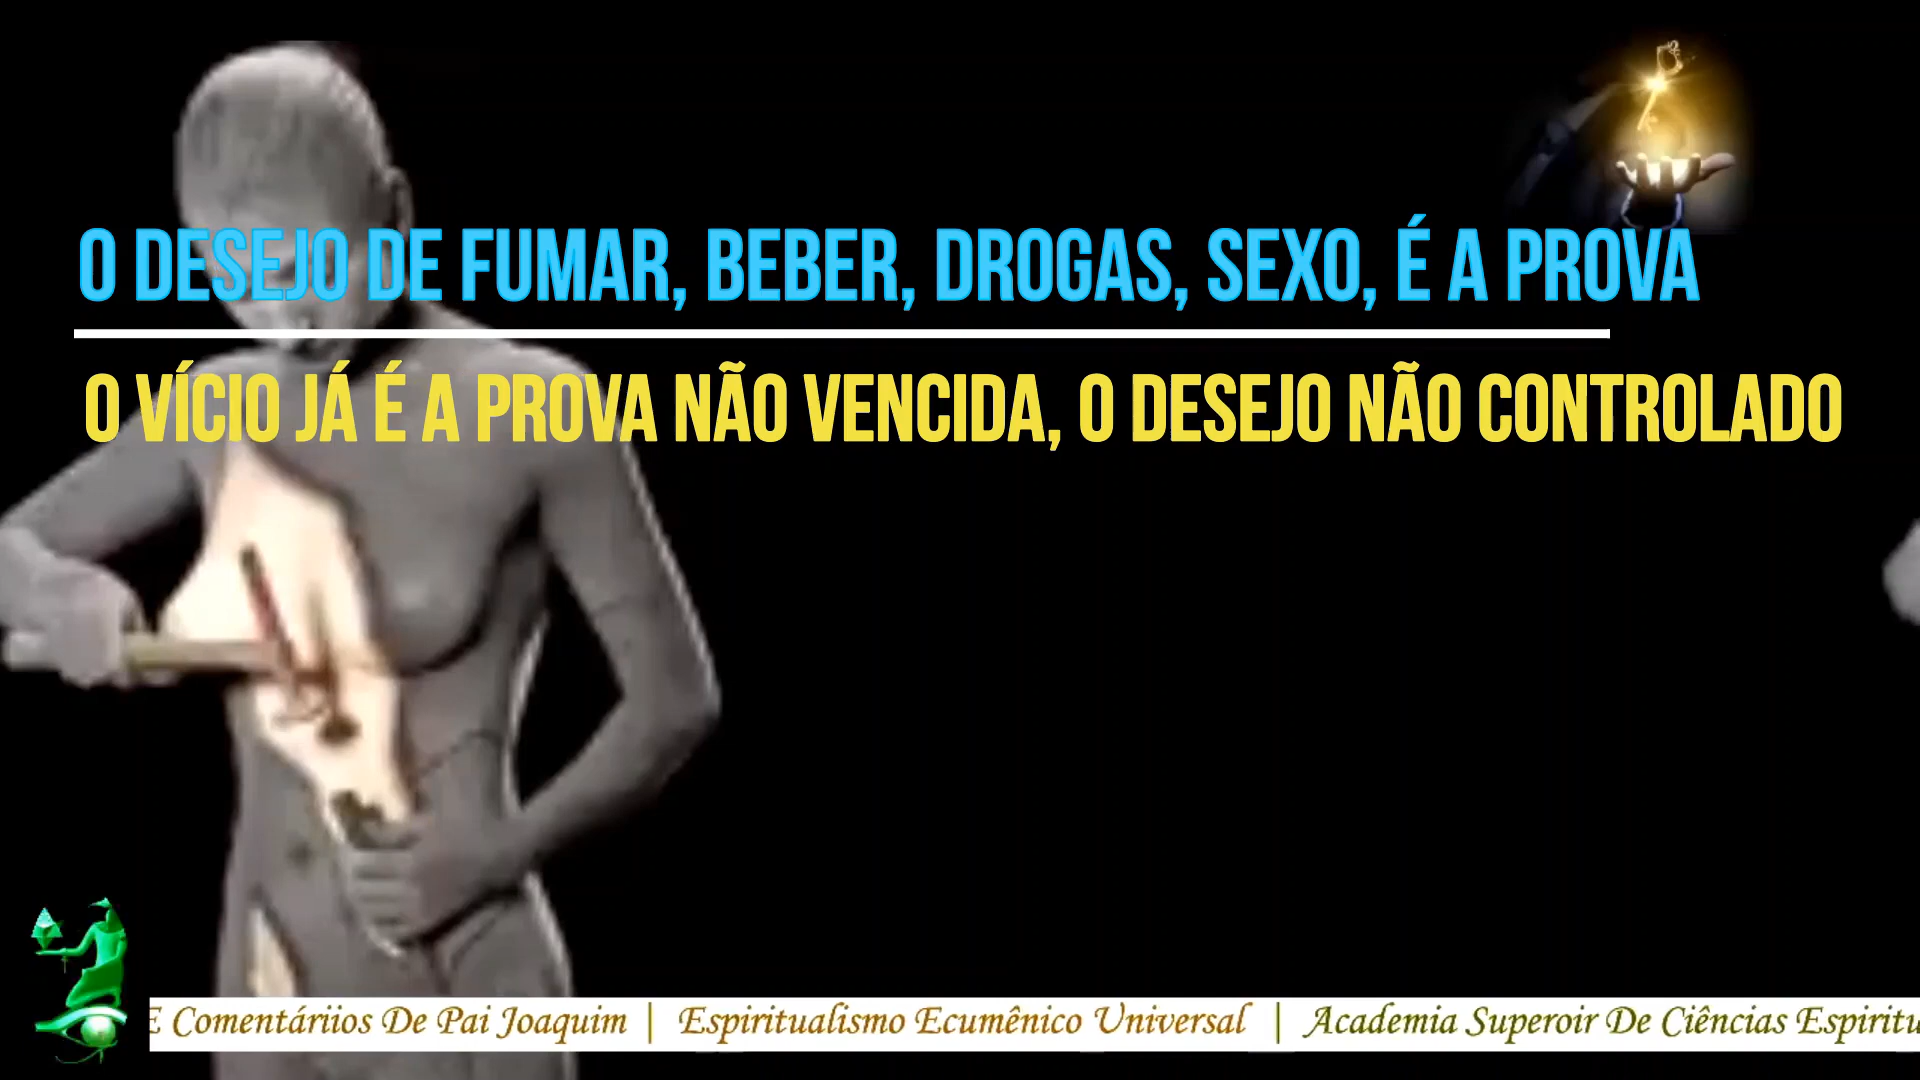 O DESEJO DE FUMAR, BEBER, DROGAS, SEXO, É A PROVA
O VÍCIO JÁ É A PROVA NÃO VENCIDA, O DESEJO NÃO CONTROLADO
E Comentáriios De Pai Joaquim | Espiritualismo Ecumênico Universal | Academia Superoir De Ciências Espiritu